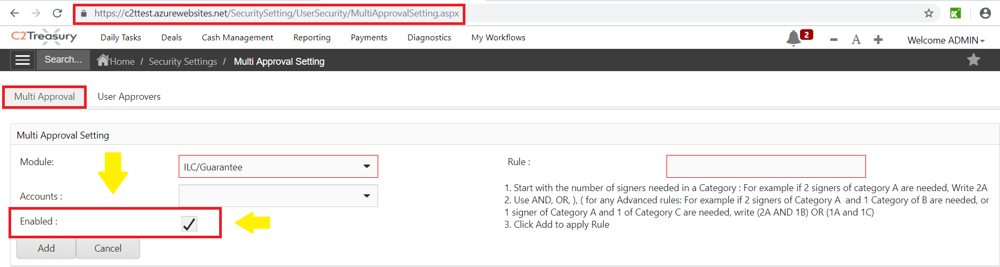 https://c2ttest.azurewebsites.net/SecuritySetting/UserSecurity/MultiApprovalSetting.aspx
C2Treasury Daily Tasks Deals Cash Management Reporting Payments Diagnostics My Workflows 2 A Welcome ADMIN
Search... Home / Security Settings / Multi Approval Setting
Multi Approval User Approvers
Multi Approval Setting
Module: ILC/Guarantee Rule :
Accounts :
1. Start with the number of signers needed in a Category : For example if 2 signers of category A are needed, Write 2A
2. Use AND, OR, ), ( for any Advanced rules: For example if 2 signers of Category A and 1 Category of B are needed, or
1 signer of Category A and 1 of Category C are needed, write (2A AND 1B) OR (1A and 1C)
3. Click Add to apply Rule
Enabled :
Add Cancel